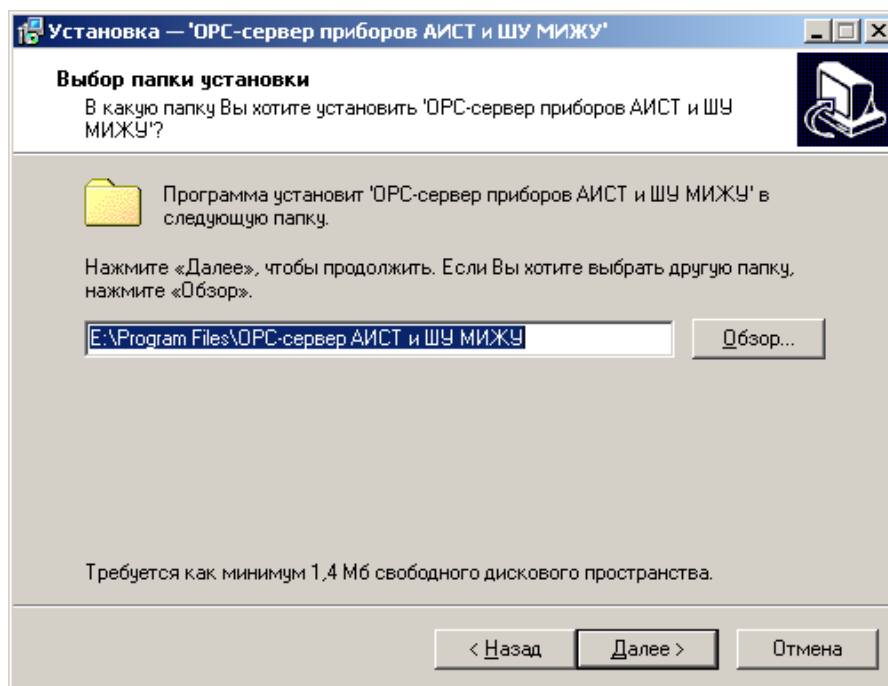 Установка — 'OPC-сервер приборов АИСТ и ШУ МИЖУ'
Выбор папки установки
В какую папку Вы хотите установить 'OPC-сервер приборов АИСТ и ШУ
МИЖУ'?
Программа установит 'OPC-сервер приборов АИСТ и ШУ МИЖУ' в
следующую папку.
Нажмите «Далее», чтобы продолжить. Если Вы хотите выбрать другую папку,
нажмите «Обзор».
E:\Program Files\OPC-сервер АИСТ и ШУ МИЖУ
Обзор...
Требуется как минимум 1,4 Мб свободного дискового пространства.
< Назад
Далее >
Отмена